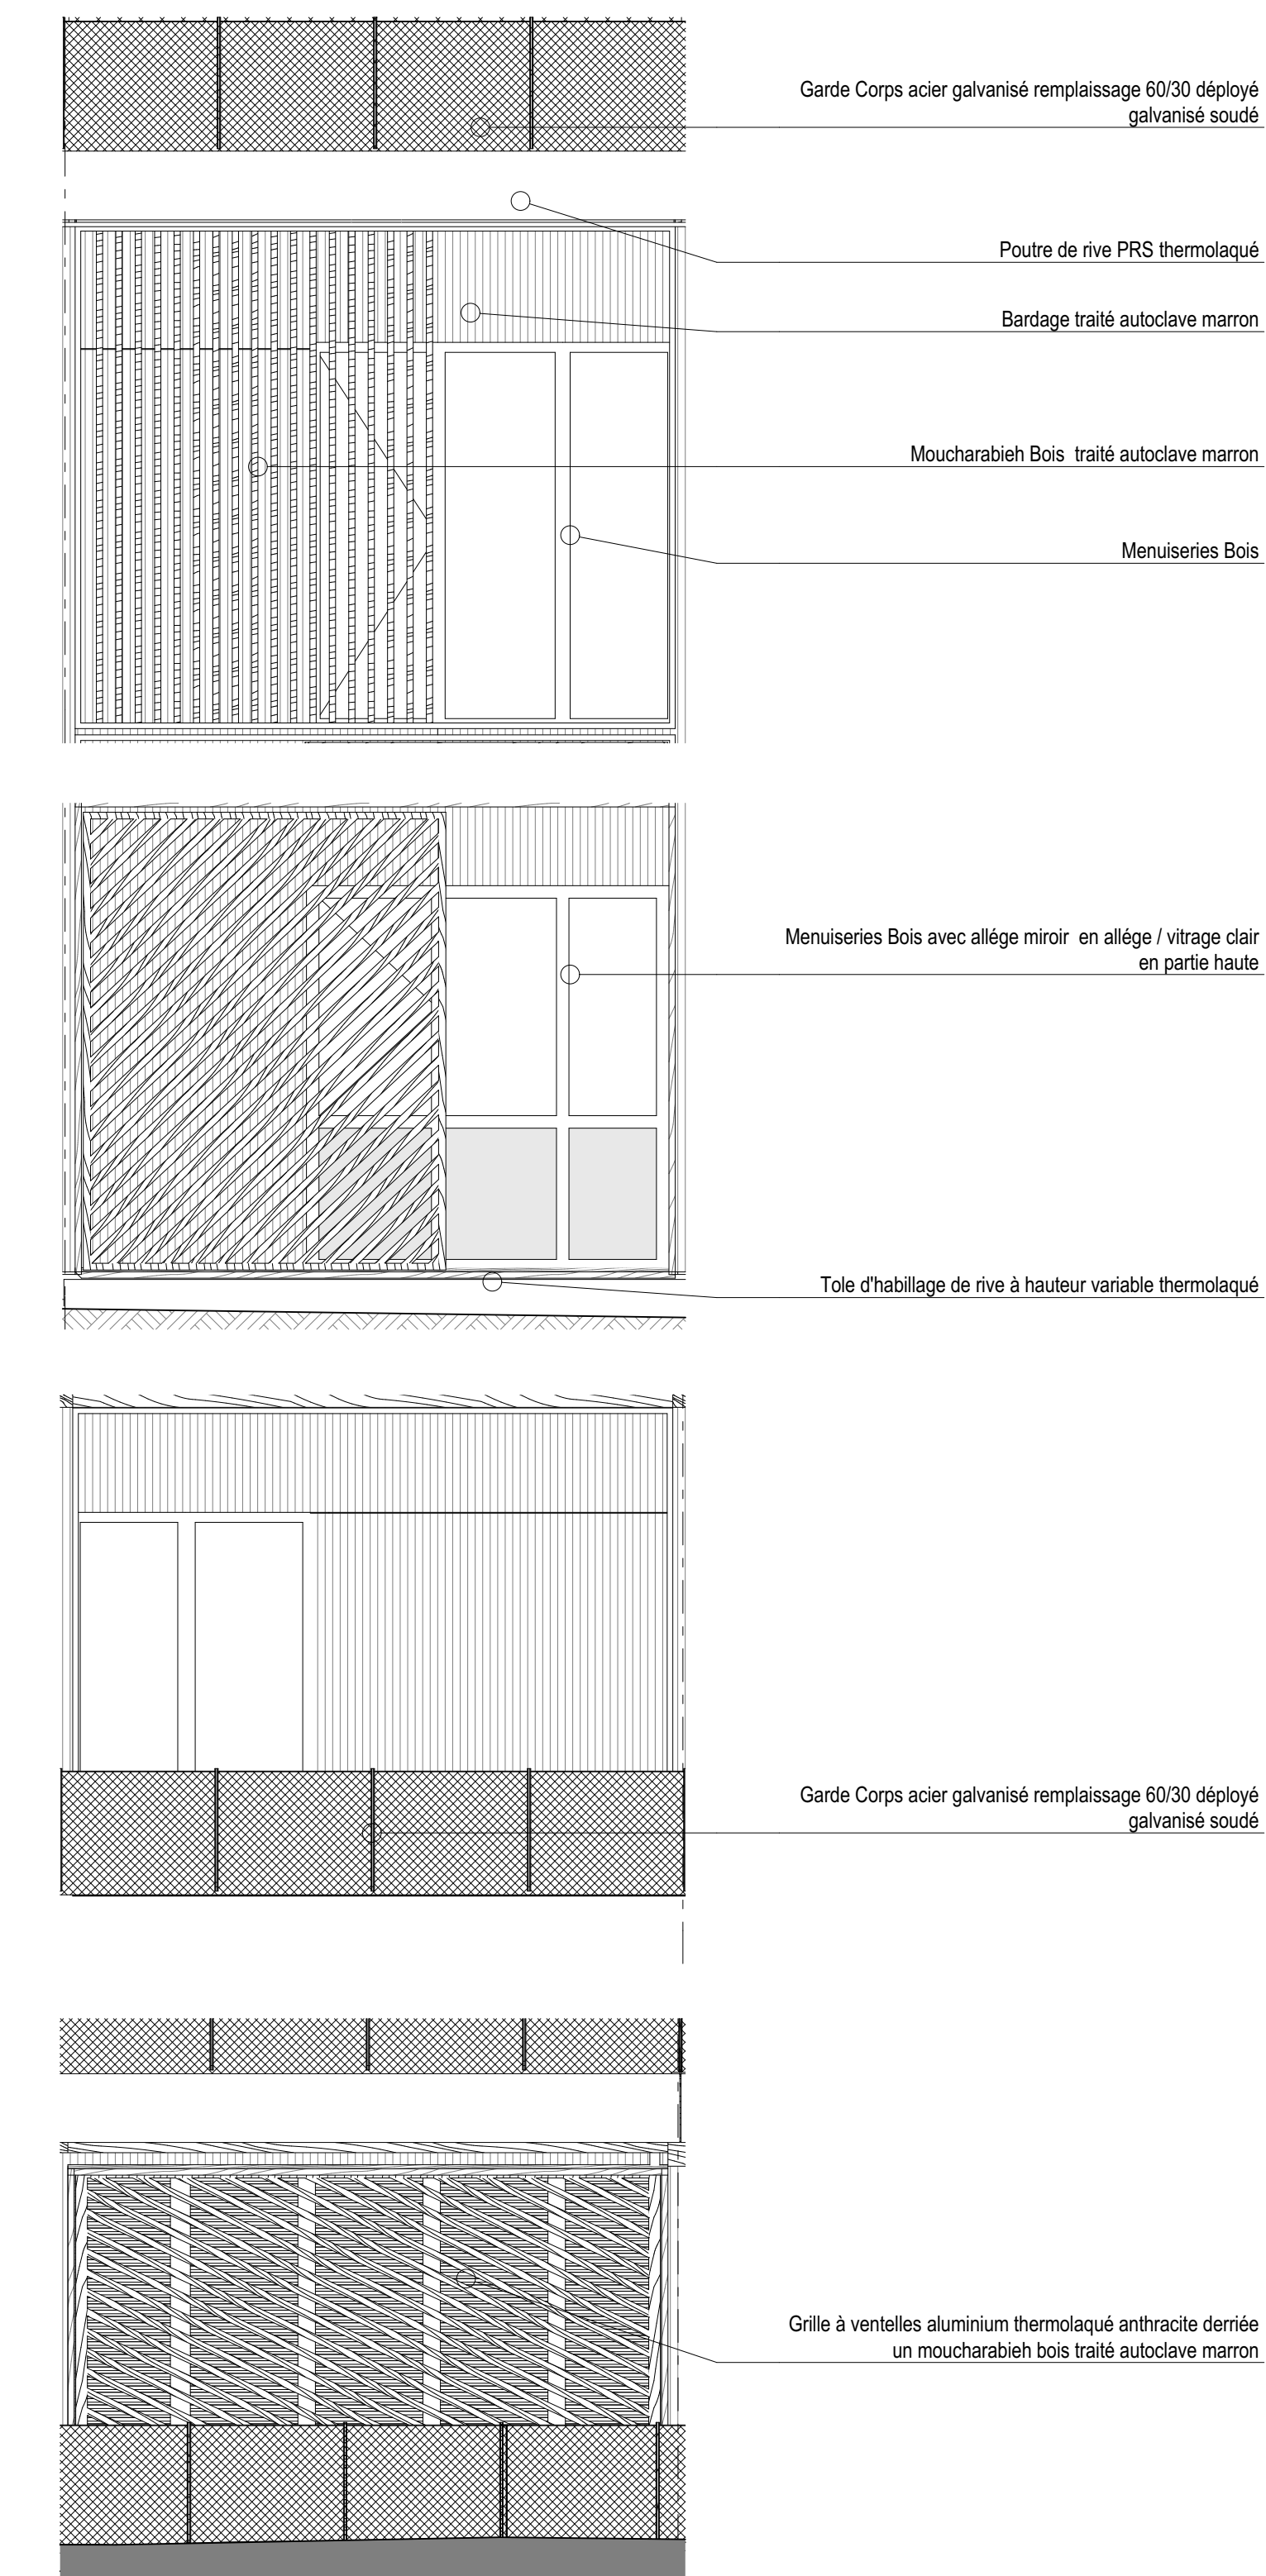 Garde Corps acier galvanisé remplaissage 60/30 déployé
galvanisé soudé
Poutre de rive PRS thermolaqué
Bardage traité autoclave marron
Moucharabieh Bois  traité autoclave marron
Menuiseries Bois
Menuiseries Bois avec allége miroir  en allége / vitrage clair
en partie haute
Tole d'habillage de rive à hauteur variable thermolaqué
Garde Corps acier galvanisé remplaissage 60/30 déployé
galvanisé soudé
Grille à ventelles aluminium thermolaqué anthracite derriée
un moucharabieh bois traité autoclave marron